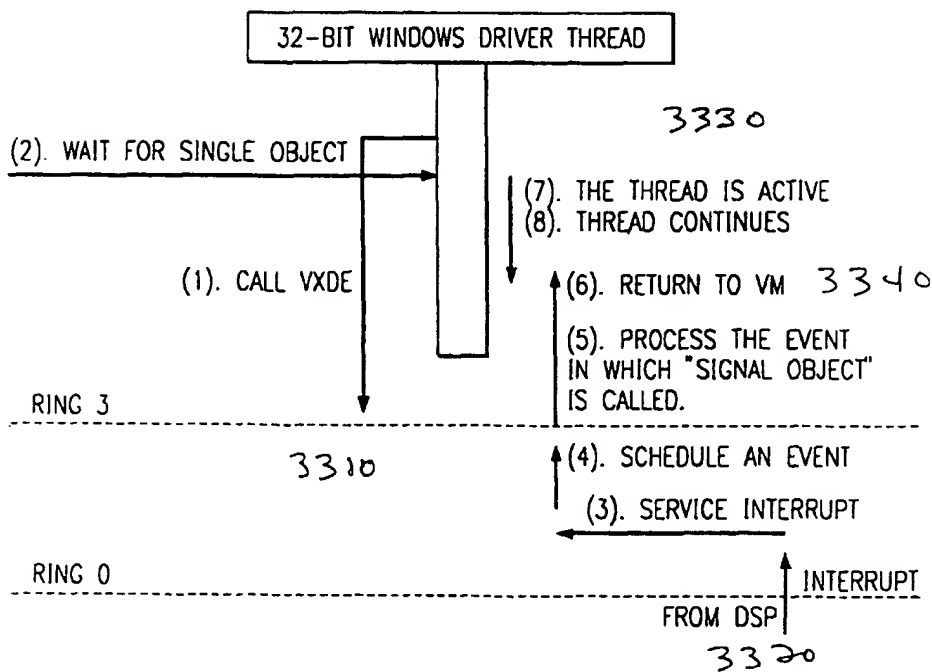 32-BIT WINDOWS DRIVER THREAD
3330
(2). WAIT FOR SINGLE OBJECT
(7). THE THREAD IS ACTIVE
(8). THREAD CONTINUES
(1). CALL VXDE
(6). RETURN TO VM 3340
(5). PROCESS THE EVENT
IN WHICH "SIGNAL OBJECT"
IS CALLED.
RING 3
3310
(4). SCHEDULE AN EVENT
(3). SERVICE INTERRUPT
RING 0
INTERRUPT
FROM DSP
3320